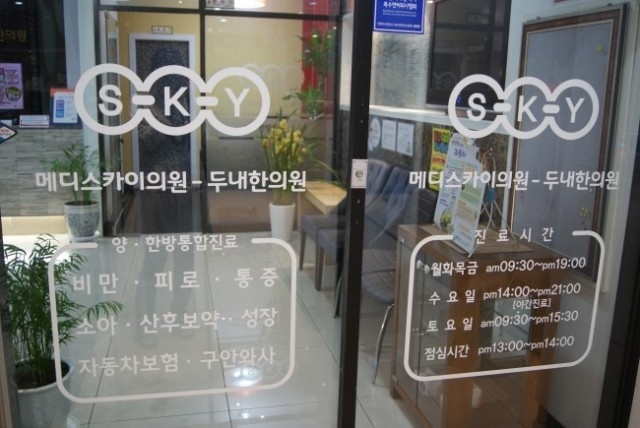 S=K=Y
메디스카이의원-두내한의원
양·한방통합진료
비만·피로·통증
소아·산후보약··성장
자동차보험·구안와사
S=K=Y
메디스카이의원-두내한의원
진료시간
월화목금 am09:30~pm19:00
수요일 pm14:00~pm21:00
[야간진료]
토요일 am09:30~pm15:30
점심시간 pm13:00~pm14:00